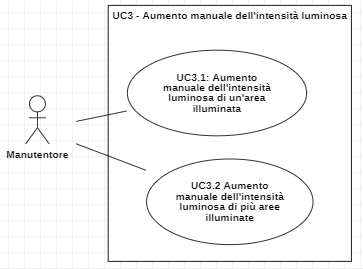 UC3 - Aumento manuale dell'intensità luminosa
UC3.1: Aumento
manuale dell'intensità
luminosa di un'area
illuminata
Manutentore
UC3.2 Aumento
manuale dell'intensità
luminosa di più aree
illuminate